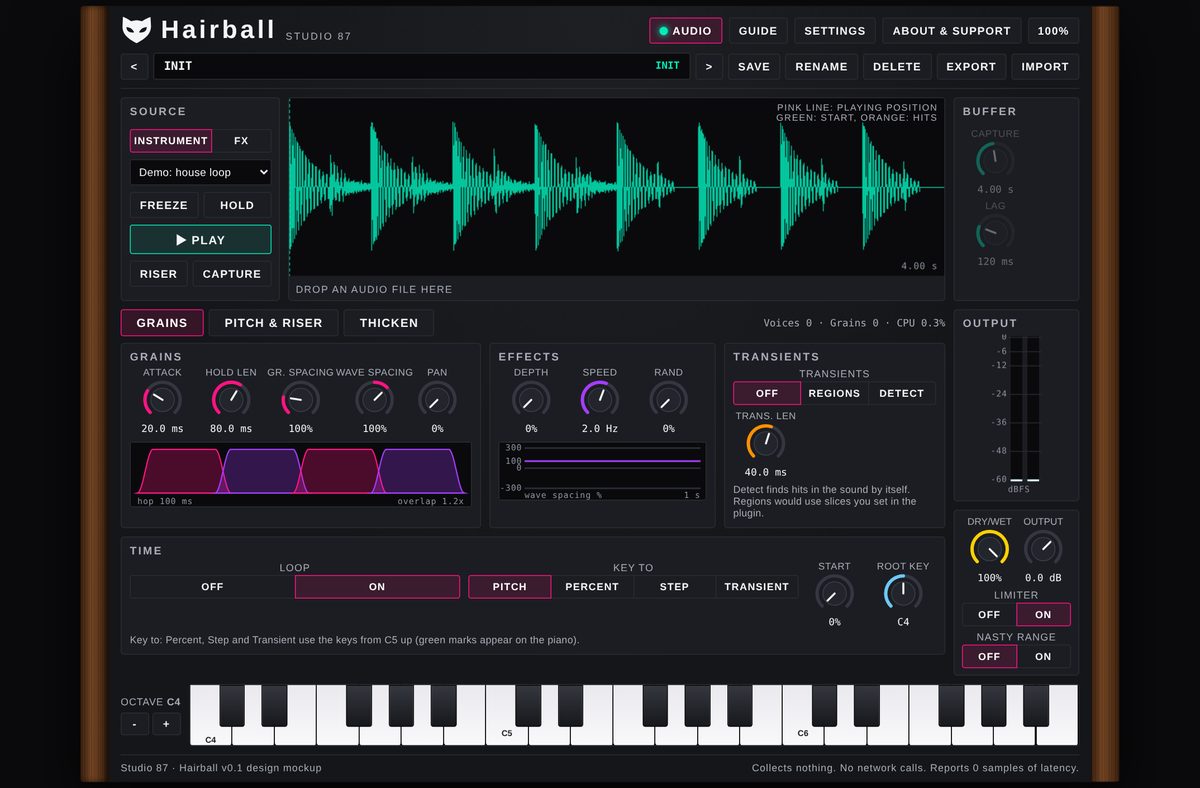 Hairball STUDIO 87 AUDIO GUIDE SETTINGS ABOUT & SUPPORT 100%
< INIT INIT > SAVE RENAME DELETE EXPORT IMPORT
SOURCE
INSTRUMENT FX
Demo: house loop
FREEZE HOLD
PLAY
RISER CAPTURE
PINK LINE: PLAYING POSITION
GREEN: START, ORANGE: HITS
4.00 s
DROP AN AUDIO FILE HERE
BUFFER
CAPTURE
4.00 s
LAG
120 ms
GRAINS PITCH & RISER THICKEN Voices 0 · Grains 0 · CPU 0.3%
GRAINS
ATTACK HOLD LEN GR. SPACING WAVE SPACING PAN
20.0 ms 80.0 ms 100% 100% 0%
hop 100 ms overlap 1.2x
EFFECTS
DEPTH SPEED RAND
0% 2.0 Hz 0%
300
100
0
-300
wave spacing % 1 s
TRANSIENTS
TRANSIENTS
OFF REGIONS DETECT
TRANS. LEN
40.0 ms
Detect finds hits in the sound by itself.
Regions would use slices you set in the
plugin.
OUTPUT
0
-6
-12
-24
-36
-48
-60
dBFS
TIME
LOOP KEY TO START ROOT KEY
OFF ON PITCH PERCENT STEP TRANSIENT
0% C4
Key to: Percent, Step and Transient use the keys from C5 up (green marks appear on the piano).
DRY/WET OUTPUT
100% 0.0 dB
LIMITER
OFF ON
NASTY RANGE
OFF ON
OCTAVE C4
- +
C4 C5 C6
Studio 87 · Hairball v0.1 design mockup Collects nothing. No network calls. Reports 0 samples of latency.